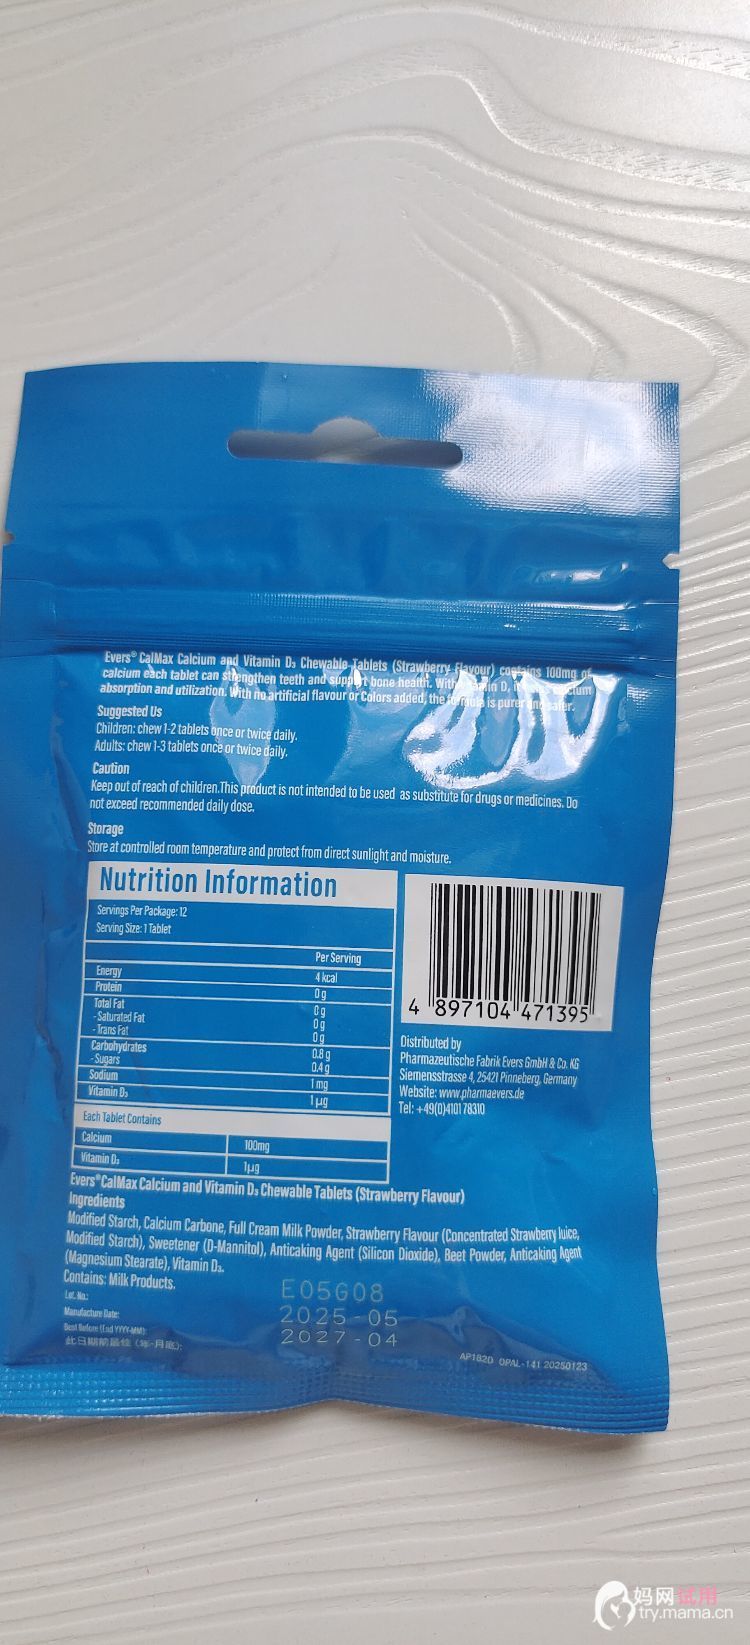 Evers® CalMax Calcium and Vitamin D₃ Chewable Tablets (Strawberry Flavour) contains 100mg of
calcium each tablet can strengthen teeth and support bone health. With D, calcium
absorption and utilization. With no artificial flavour or Colors added, the formula is purer and safer.
Suggested Us
Children: chew 1-2 tablets once or twice daily.
Adults: chew 1-3 tablets once or twice daily.
Caution
Keep out of reach of children.This product is not intended to be used as substitute for drugs or medicines. Do
not exceed recommended daily dose.
Storage
Store at controlled room temperature and protect from direct sunlight and moisture.
Nutrition Information
Servings Per Package: 12
Serving Size: 1 Tablet
Per Serving
Energy 4 kcal
Protein 0 g
Total Fat 0 g
- Saturated Fat 0 g
- Trans Fat 0 g
Carbohydrates 0.8 g
- Sugars 0.4 g
Sodium 1 mg
Vitamin D₃ 1 µg
Each Tablet Contains
Calcium 100mg
Vitamin D₃ 1µg
4 897104 471395
Distributed by
Pharmazeutische Fabrik Evers GmbH & Co. KG
Siemensstrasse 4, 25421 Pinneberg, Germany
Website: www.pharmaevers.de
Tel: +49(0)4101 78310
Evers® CalMax Calcium and Vitamin D₃ Chewable Tablets (Strawberry Flavour)
Ingredients
Modified Starch, Calcium Carbone, Full Cream Milk Powder, Strawberry Flavour (Concentrated Strawberry Juice,
Modified Starch), Sweetener (D-Mannitol), Anticaking Agent (Silicon Dioxide), Beet Powder, Anticaking Agent
(Magnesium Stearate), Vitamin D₃.
Contains: Milk Products.
Lot. No.: E05G08
Manufacture Date: 2025-05
Best Before (End YYYY-MM): 2027-04
此日期前最佳 (年-月底):
AP1820 OPAL-141 20250123
妈网试用
try.mama.cn